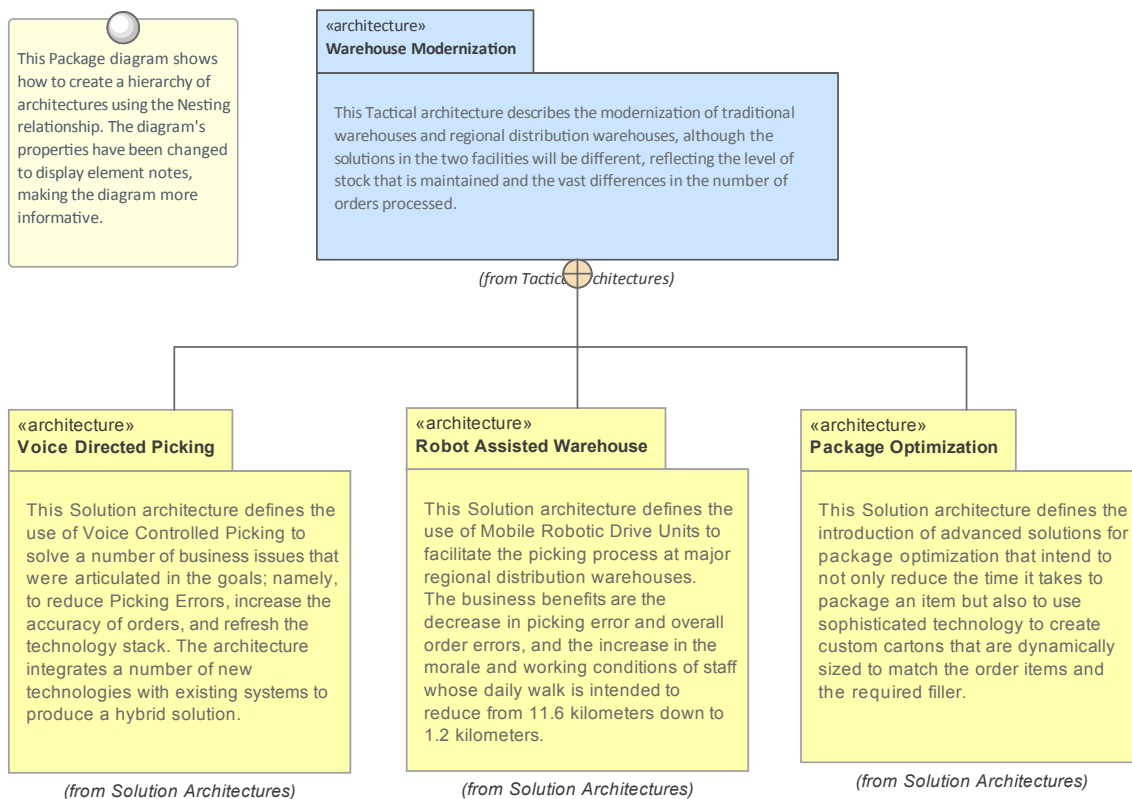 This Package diagram shows
how to create a hierarchy of
architectures using the Nesting
relationship. The diagram's
properties have been changed
to display element notes,
making the diagram more
informative.
«architecture»
Warehouse Modernization
This Tactical architecture describes the modernization of traditional
warehouses and regional distribution warehouses, although the
solutions in the two facilities will be different, reflecting the level of
stock that is maintained and the vast differences in the number of
orders processed.
(from Tactical Architectures)
«architecture»
Voice Directed Picking
This Solution architecture defines the
use of Voice Controlled Picking to
solve a number of business issues that
were articulated in the goals; namely,
to reduce Picking Errors, increase the
accuracy of orders, and refresh the
technology stack. The architecture
integrates a number of new
technologies with existing systems to
produce a hybrid solution.
(from Solution Architectures)
«architecture»
Robot Assisted Warehouse
This Solution architecture defines the
use of Mobile Robotic Drive Units to
facilitate the picking process at major
regional distribution warehouses.
The business benefits are the
decrease in picking error and overall
order errors, and the increase in the
morale and working conditions of staff
whose daily walk is intended to
reduce from 11.6 kilometers down to
1.2 kilometers.
(from Solution Architectures)
«architecture»
Package Optimization
This Solution architecture defines the
introduction of advanced solutions for
package optimization that intend to
not only reduce the time it takes to
package an item but also to use
sophisticated technology to create
custom cartons that are dynamically
sized to match the order items and
the required filler.
(from Solution Architectures)